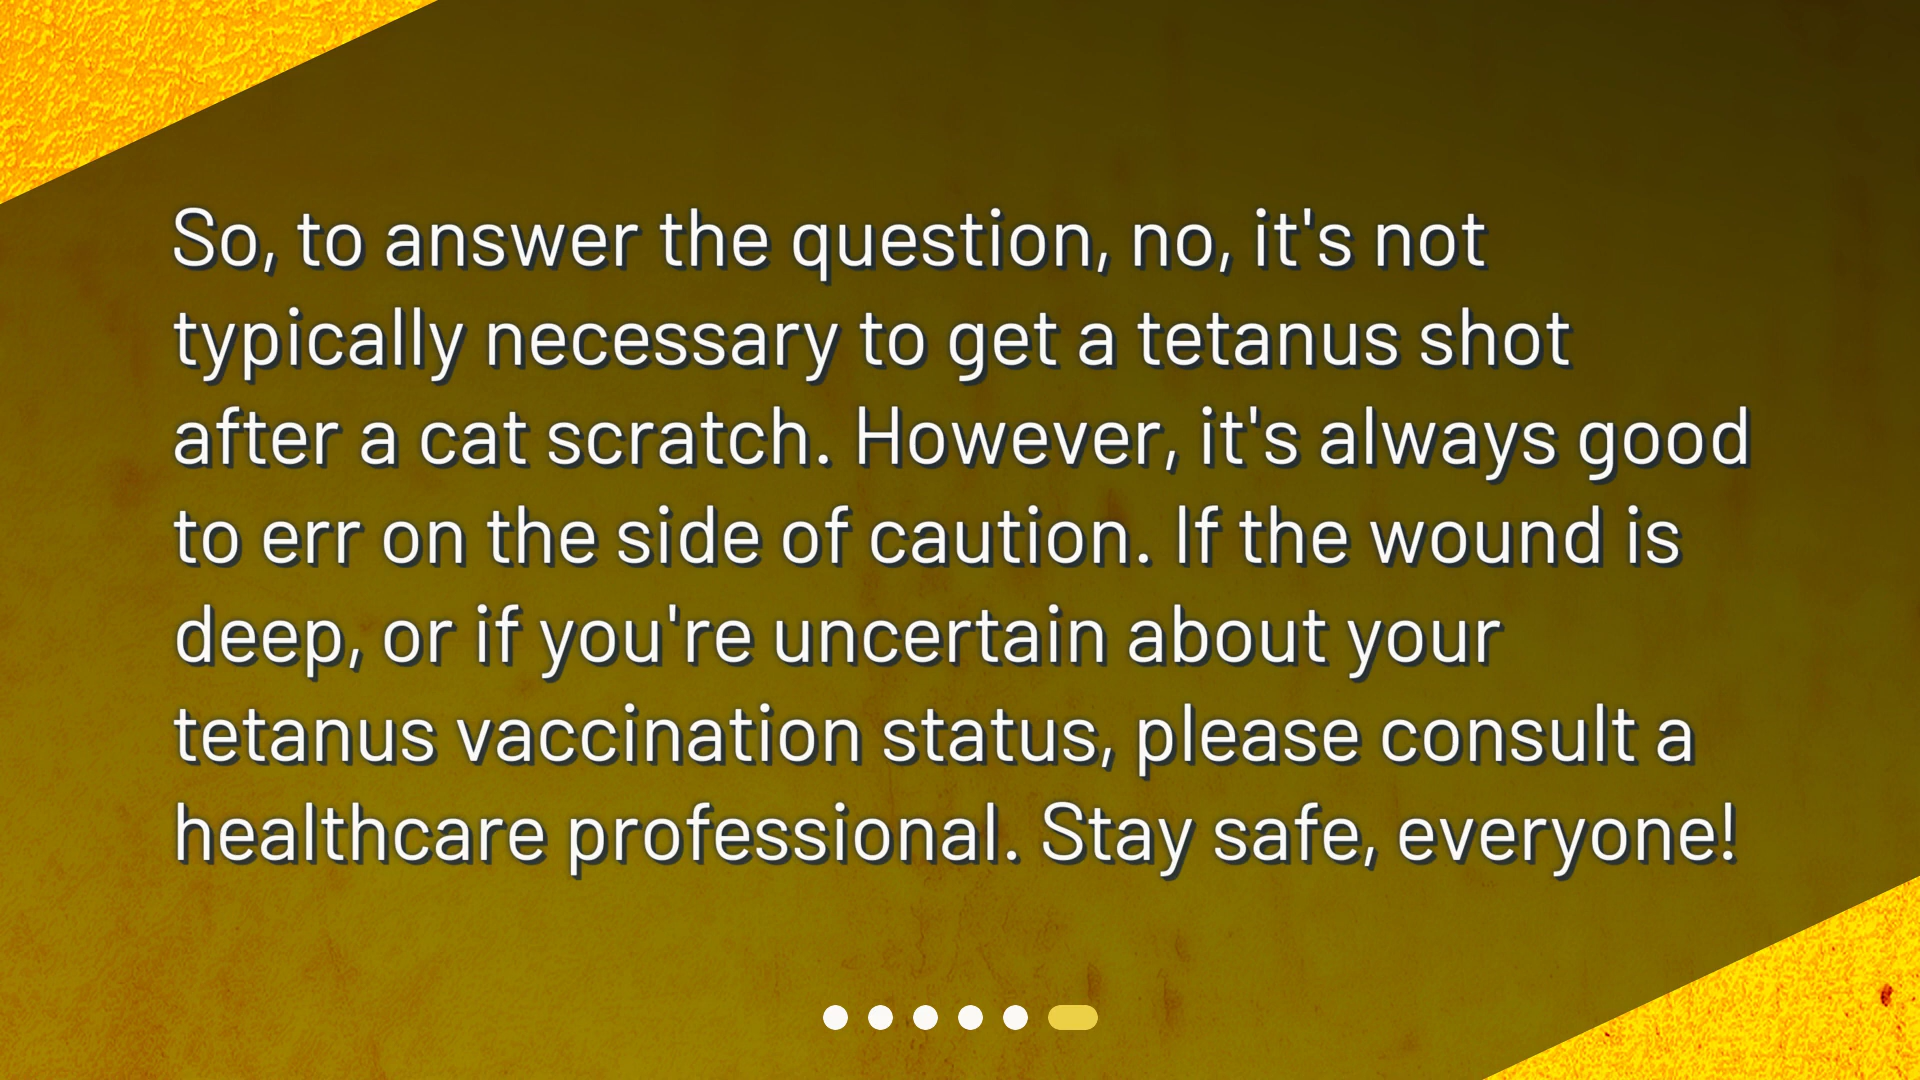 So, to answer the question, no, it's not
typically necessary to get a tetanus shot
after a cat scratch. However, it's always good
to err on the side of caution. If the wound is
deep, or if you're uncertain about your
tetanus vaccination status, please consult a
healthcare professional. Stay safe, everyone!